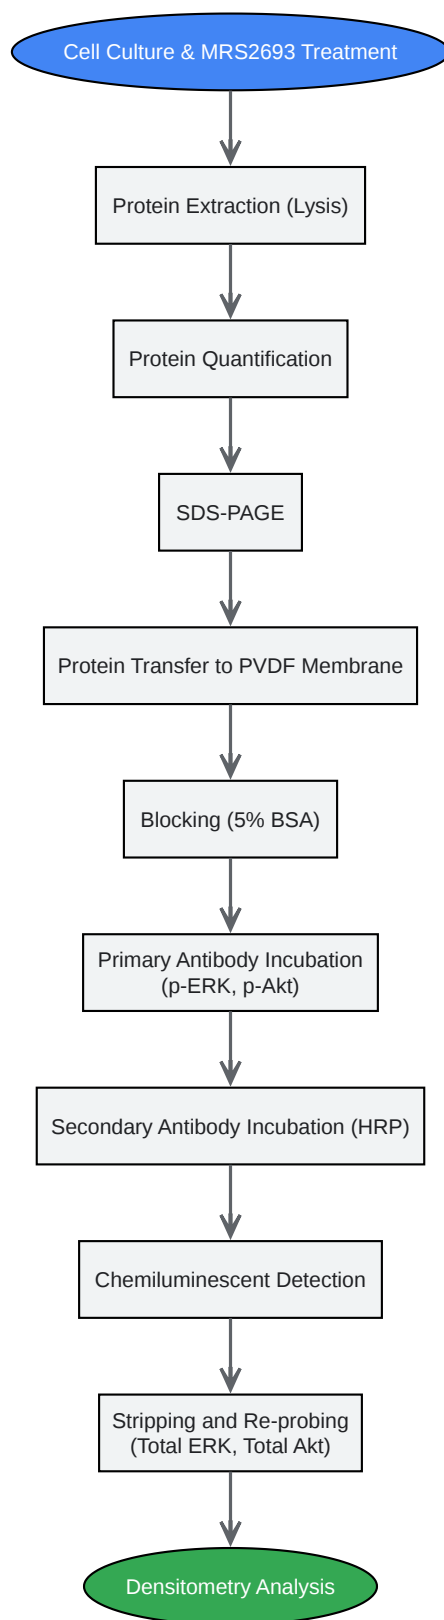 Cell Culture & MRS2693 Treatment
Protein Extraction (Lysis)
Protein Quantification
SDS-PAGE
Protein Transfer to PVDF Membrane
Blocking (5% BSA)
Primary Antibody Incubation
(p-ERK, p-Akt)
Secondary Antibody Incubation (HRP)
Chemiluminescent Detection
Stripping and Re-probing
(Total ERK, Total Akt)
Densitometry Analysis